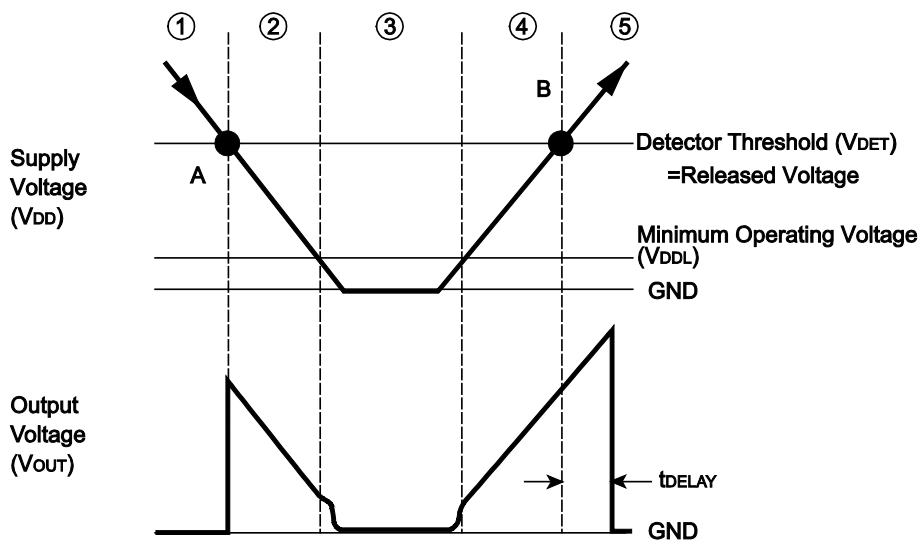 ① ② ③ ④ ⑤
B
A
Detector Threshold (VDET)
=Released Voltage
Supply
Voltage
(VDD)
Minimum Operating Voltage
(VDDL)
GND
Output
Voltage
(VOUT)
tDELAY
GND